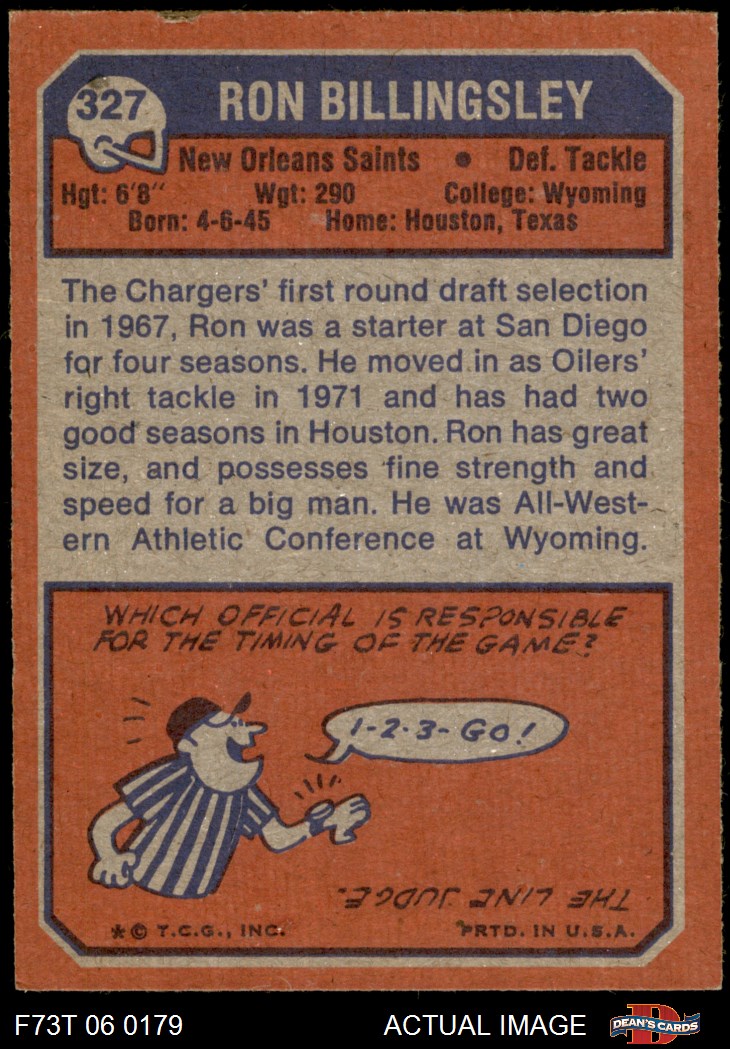 327
RON BILLINGSLEY
New Orleans Saints • Def. Tackle
Hgt: 6'8" Wgt: 290 College: Wyoming
Born: 4-6-45 Home: Houston, Texas
The Chargers' first round draft selection
in 1967, Ron was a starter at San Diego
for four seasons. He moved in as Oilers'
right tackle in 1971 and has had two
good seasons in Houston. Ron has great
size, and possesses fine strength and
speed for a big man. He was All-West-
ern Athletic Conference at Wyoming.
WHICH OFFICIAL IS RESPONSIBLE
FOR THE TIMING OF THE GAME?
1-2-3-GO!
THE LINE JUDGE.
* © T.C.G., INC. PRTD. IN U.S.A.
F73T 06 0179 ACTUAL IMAGE DEAN'S CARDS